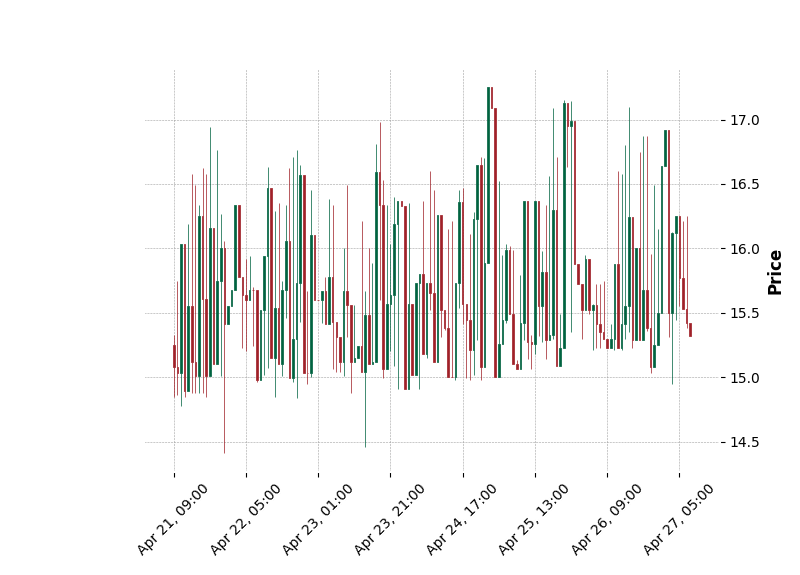 17.0
16.5
16.0
15.5
15.0
14.5
Price
Apr 21, 09:00
Apr 22, 05:00
Apr 23, 01:00
Apr 23, 21:00
Apr 24, 17:00
Apr 25, 13:00
Apr 26, 09:00
Apr 27, 05:00